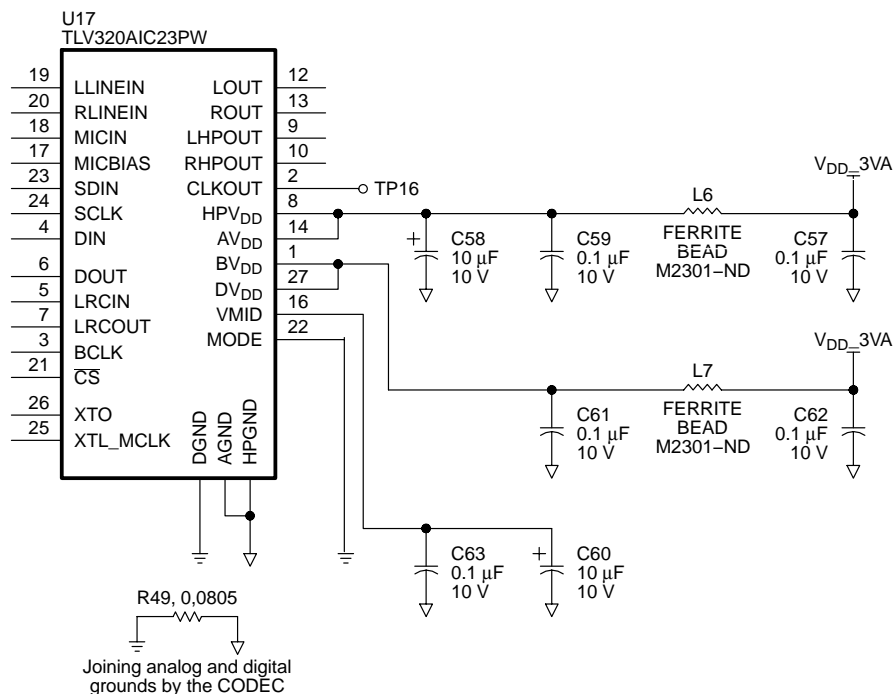 U17
TLV320AIC23PW
19 LLINEIN LOUT 12
20 RLINEIN ROUT 13
18 MICIN LHPOUT 9
17 MICBIAS RHPOUT 10
23 SDIN CLKOUT 2 TP16
24 SCLK HPVDD 8
4 DIN AVDD 14
BVDD 1
6 DOUT DVDD 27
5 LRCIN VMID 16
7 LRCOUT MODE 22
3 BCLK
21 CS
26 XTO
25 XTL_MCLK
DGND
AGND
HPGND
VDD_3VA
L6
FERRITE
BEAD
M2301–ND
C58
10 µF
10 V
C59
0.1 µF
10 V
C57
0.1 µF
10 V
VDD_3VA
L7
FERRITE
BEAD
M2301–ND
C61
0.1 µF
10 V
C62
0.1 µF
10 V
C63
0.1 µF
10 V
C60
10 µF
10 V
R49, 0,0805
Joining analog and digital
grounds by the CODEC